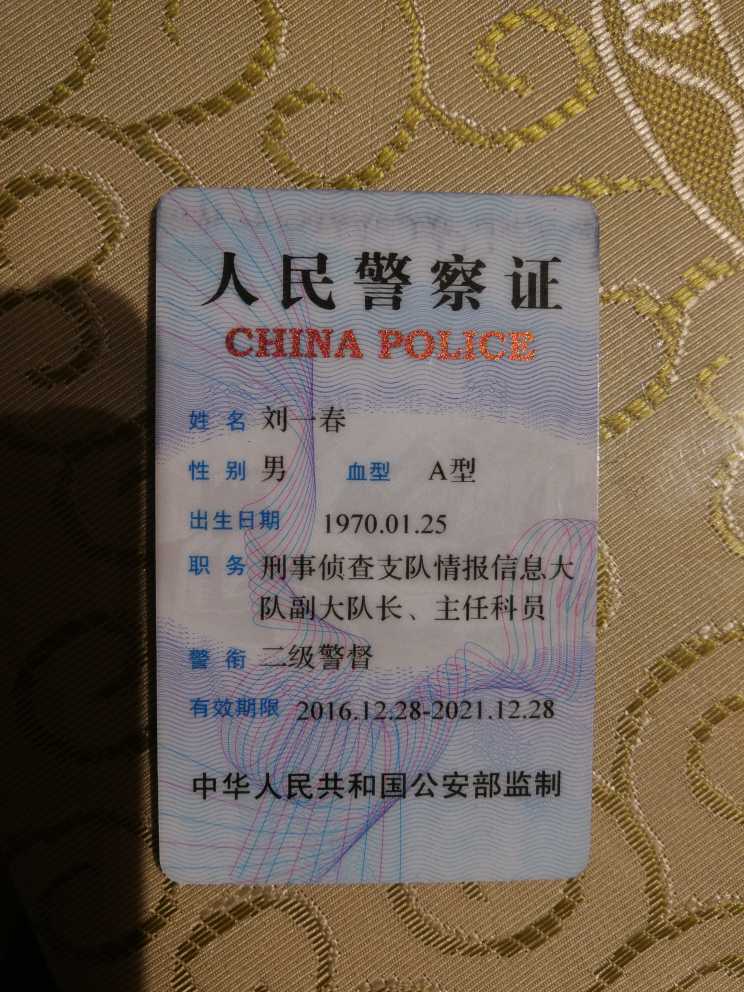 人民警察证
CHINA POLICE
姓名 刘一春
性别 男 血型 A型
出生日期 1970.01.25
职务 刑事侦查支队情报信息大
队副大队长、主任科员
警衔 二级警督
有效期限 2016.12.28-2021.12.28
中华人民共和国公安部监制